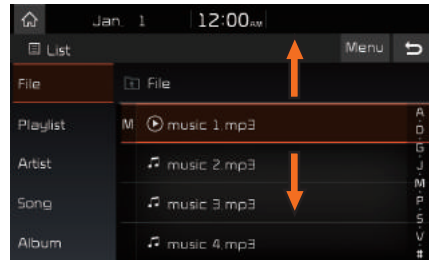 Jan. 1 12:00AM
List Menu
File
File
Playlist
M music 1.mp3
Artist
music 2.mp3
Song
music 3.mp3
Album
music 4.mp3
A
D
G
J
M
P
S
V
#